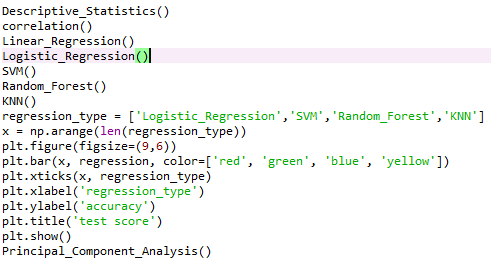 Descriptive_Statistics()
correlation()
Linear_Regression()
Logistic_Regression()
SVM()
Random_Forest()
KNN()
regression_type = ['Logistic_Regression','SVM','Random_Forest','KNN']
x = np.arange(len(regression_type))
plt.figure(figsize=(9,6))
plt.bar(x, regression, color=['red', 'green', 'blue', 'yellow'])
plt.xticks(x, regression_type)
plt.xlabel('regression_type')
plt.ylabel('accuracy')
plt.title('test score')
plt.show()
Principal_Component_Analysis()